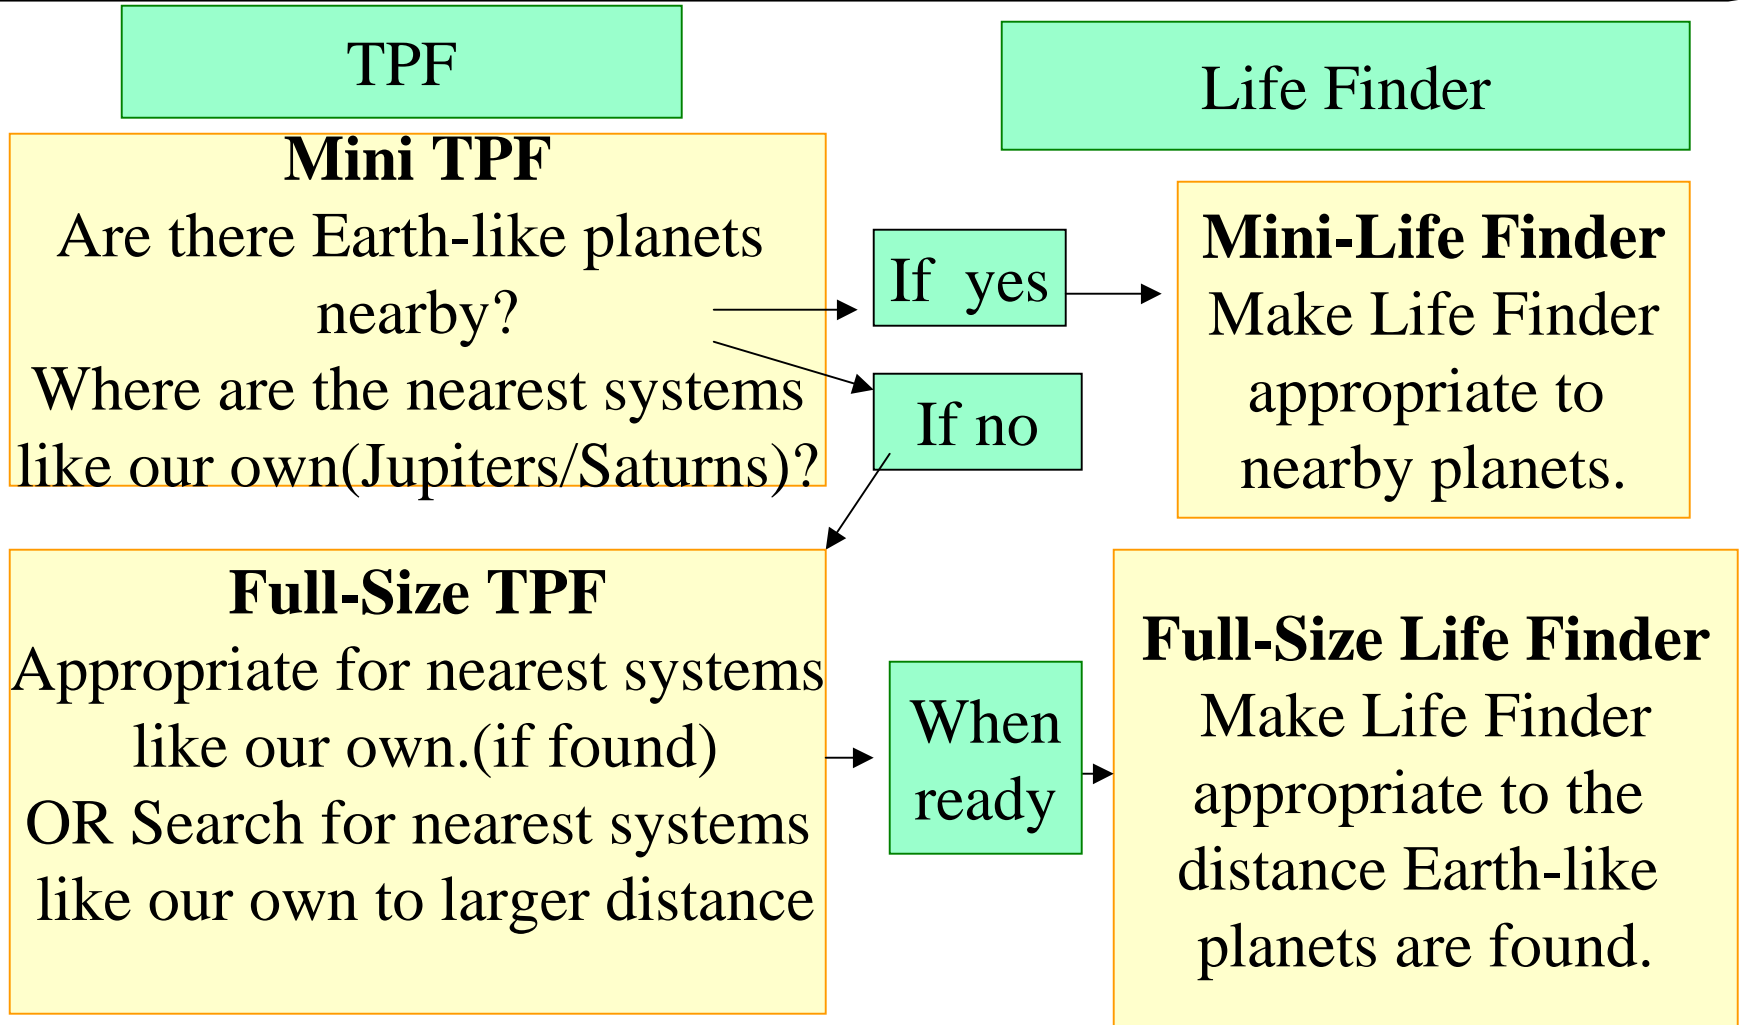 TPF
Life Finder
Mini TPF
Are there Earth-like planets
nearby?
Where are the nearest systems
like our own(Jupiters/Saturns)?
If  yes
If no
Mini-Life Finder
Make Life Finder
appropriate to
nearby planets.
Full-Size TPF
Appropriate for nearest systems
like our own.(if found)
OR Search for nearest systems
like our own to larger distance
When
ready
Full-Size Life Finder
Make Life Finder
appropriate to the
distance Earth-like
planets are found.